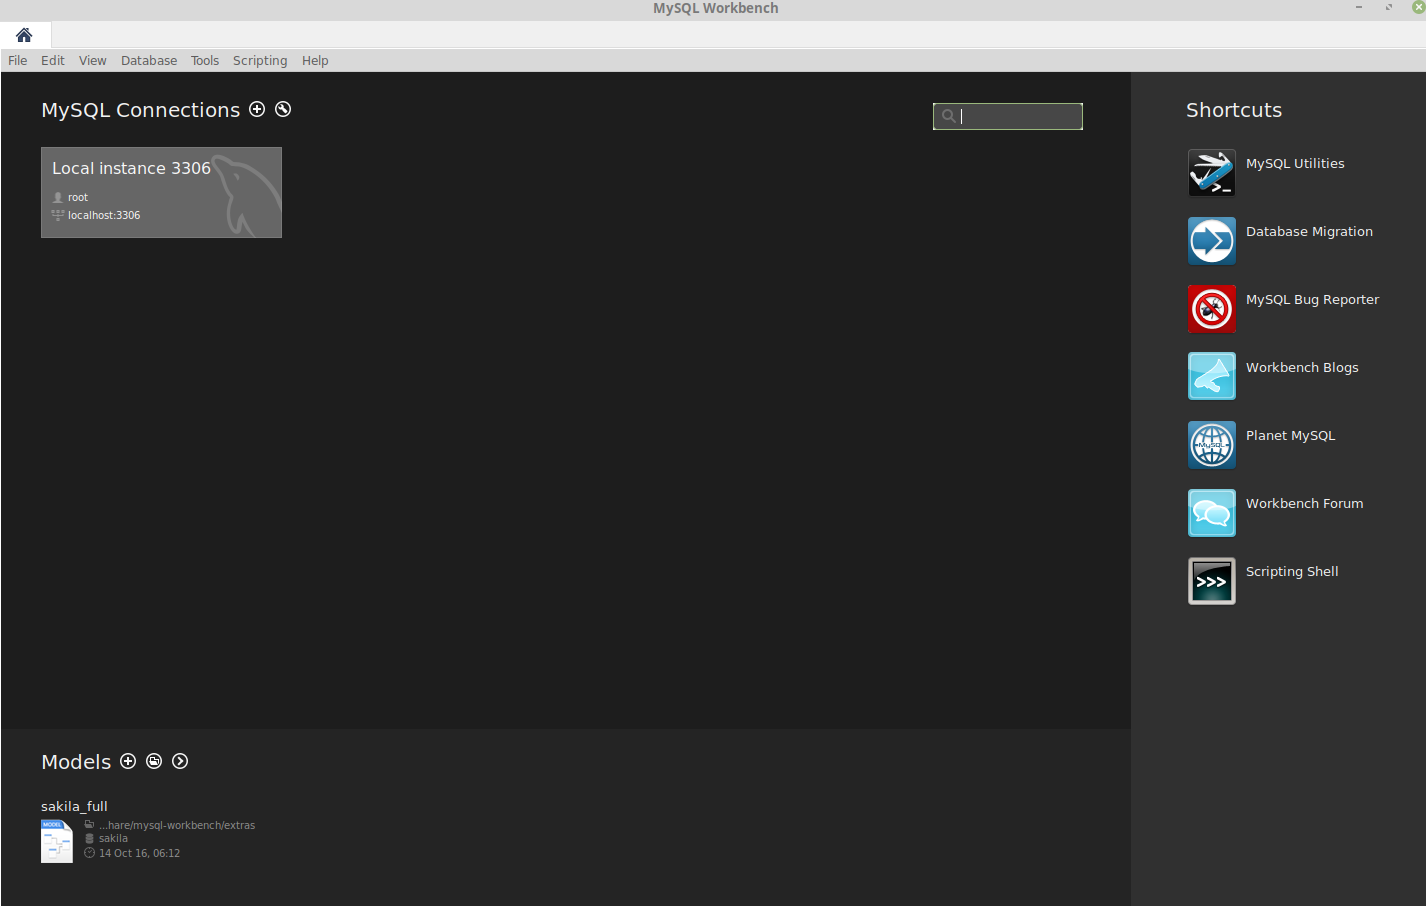 MySQL Workbench
File Edit View Database Tools Scripting Help
MySQL Connections
Local instance 3306
root
localhost:3306
Shortcuts
MySQL Utilities
Database Migration
MySQL Bug Reporter
Workbench Blogs
MySQL
Planet MySQL
Workbench Forum
>>>
Scripting Shell
Models
sakila_full
MODEL
...hare/mysql-workbench/extras
sakila
14 Oct 16, 06:12